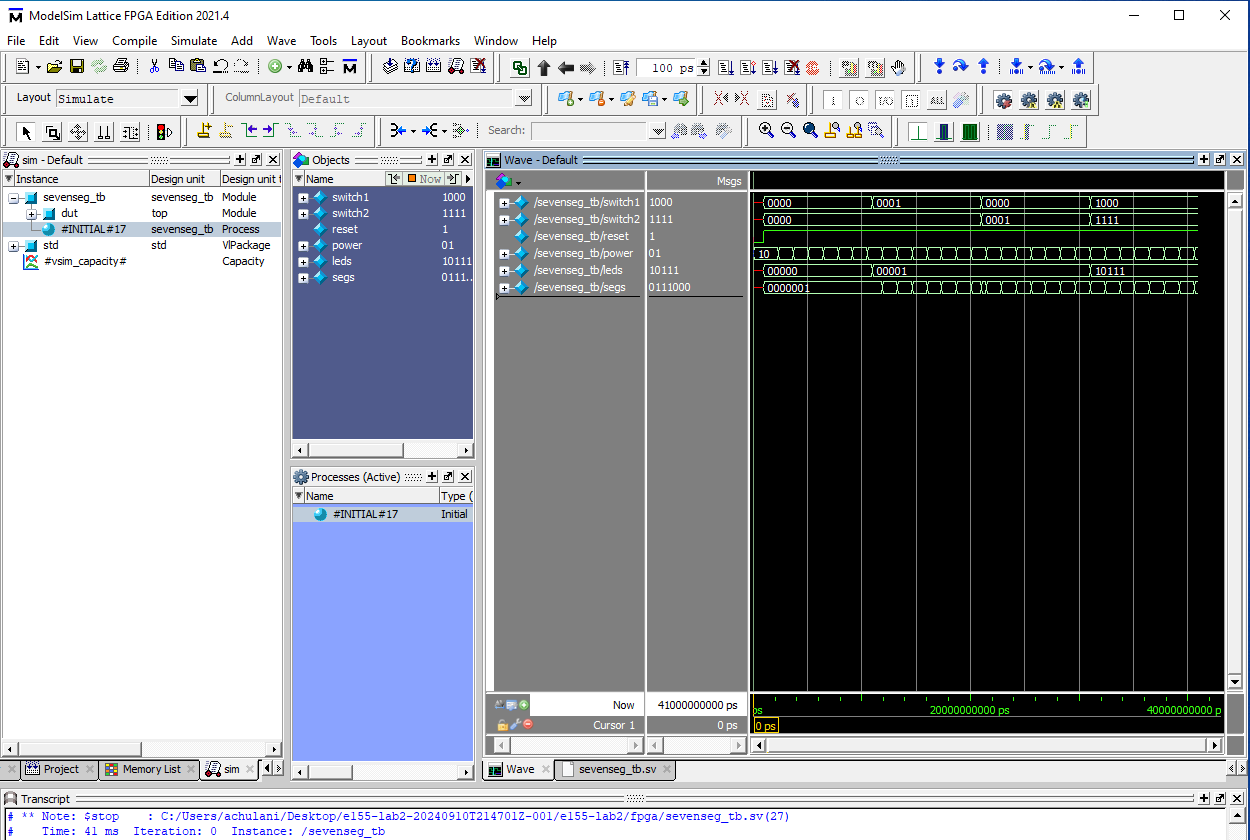 ModelSim Lattice FPGA Edition 2021.4
File Edit View Compile Simulate Add Wave Tools Layout Bookmarks Window Help
100 ps
Layout Simulate ColumnLayout Default ALL
Search:
sim - Default
Instance Design unit Design unit t
sevenseg_tb sevenseg_tb Module
dut top Module
#INITIAL#17 sevenseg_tb Process
std std VlPackage
#vsim_capacity# Capacity
Objects
Name Now
switch1 1000
switch2 1111
reset 1
power 01
leds 10111
segs 0111...
Processes (Active)
Name Type (
#INITIAL#17 Initial
Wave - Default
Msgs
/sevenseg_tb/switch1 1000 0000 0001 0000 1000
/sevenseg_tb/switch2 1111 0000 0001 1111
/sevenseg_tb/reset 1
/sevenseg_tb/power 01 10
/sevenseg_tb/leds 10111 00000 00001 10111
/sevenseg_tb/segs 0111000 0000001
Now 41000000000 ps ps 20000000000 ps 40000000000 p
Cursor 1 0 ps 0 ps
Project Memory List sim
Wave sevenseg_tb.sv
Transcript
# ** Note: $stop : C:/Users/achulani/Desktop/e155-lab2-20240910T214701Z-001/e155-lab2/fpga/sevenseg_tb.sv(27)
# Time: 41 ms Iteration: 0 Instance: /sevenseg_tb